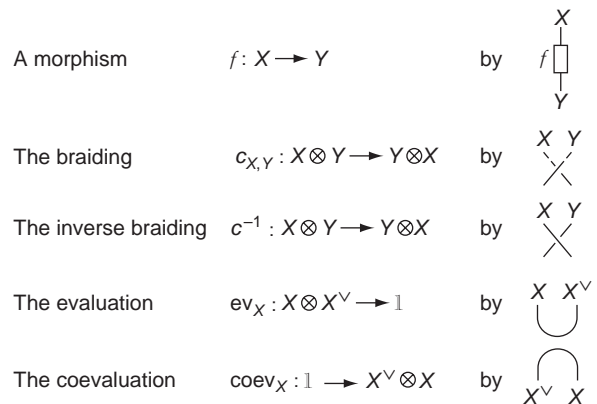 X
A morphism f : X → Y by f
Y
X Y
The braiding c_{X,Y} : X ⊗ Y → Y ⊗ X by
X Y
The inverse braiding c⁻¹ : X ⊗ Y → Y ⊗ X by
The evaluation ev_X : X ⊗ X^∨ → 𝟙 by X X^∨
The coevaluation coev_X : 𝟙 → X^∨ ⊗ X by
X^∨ X